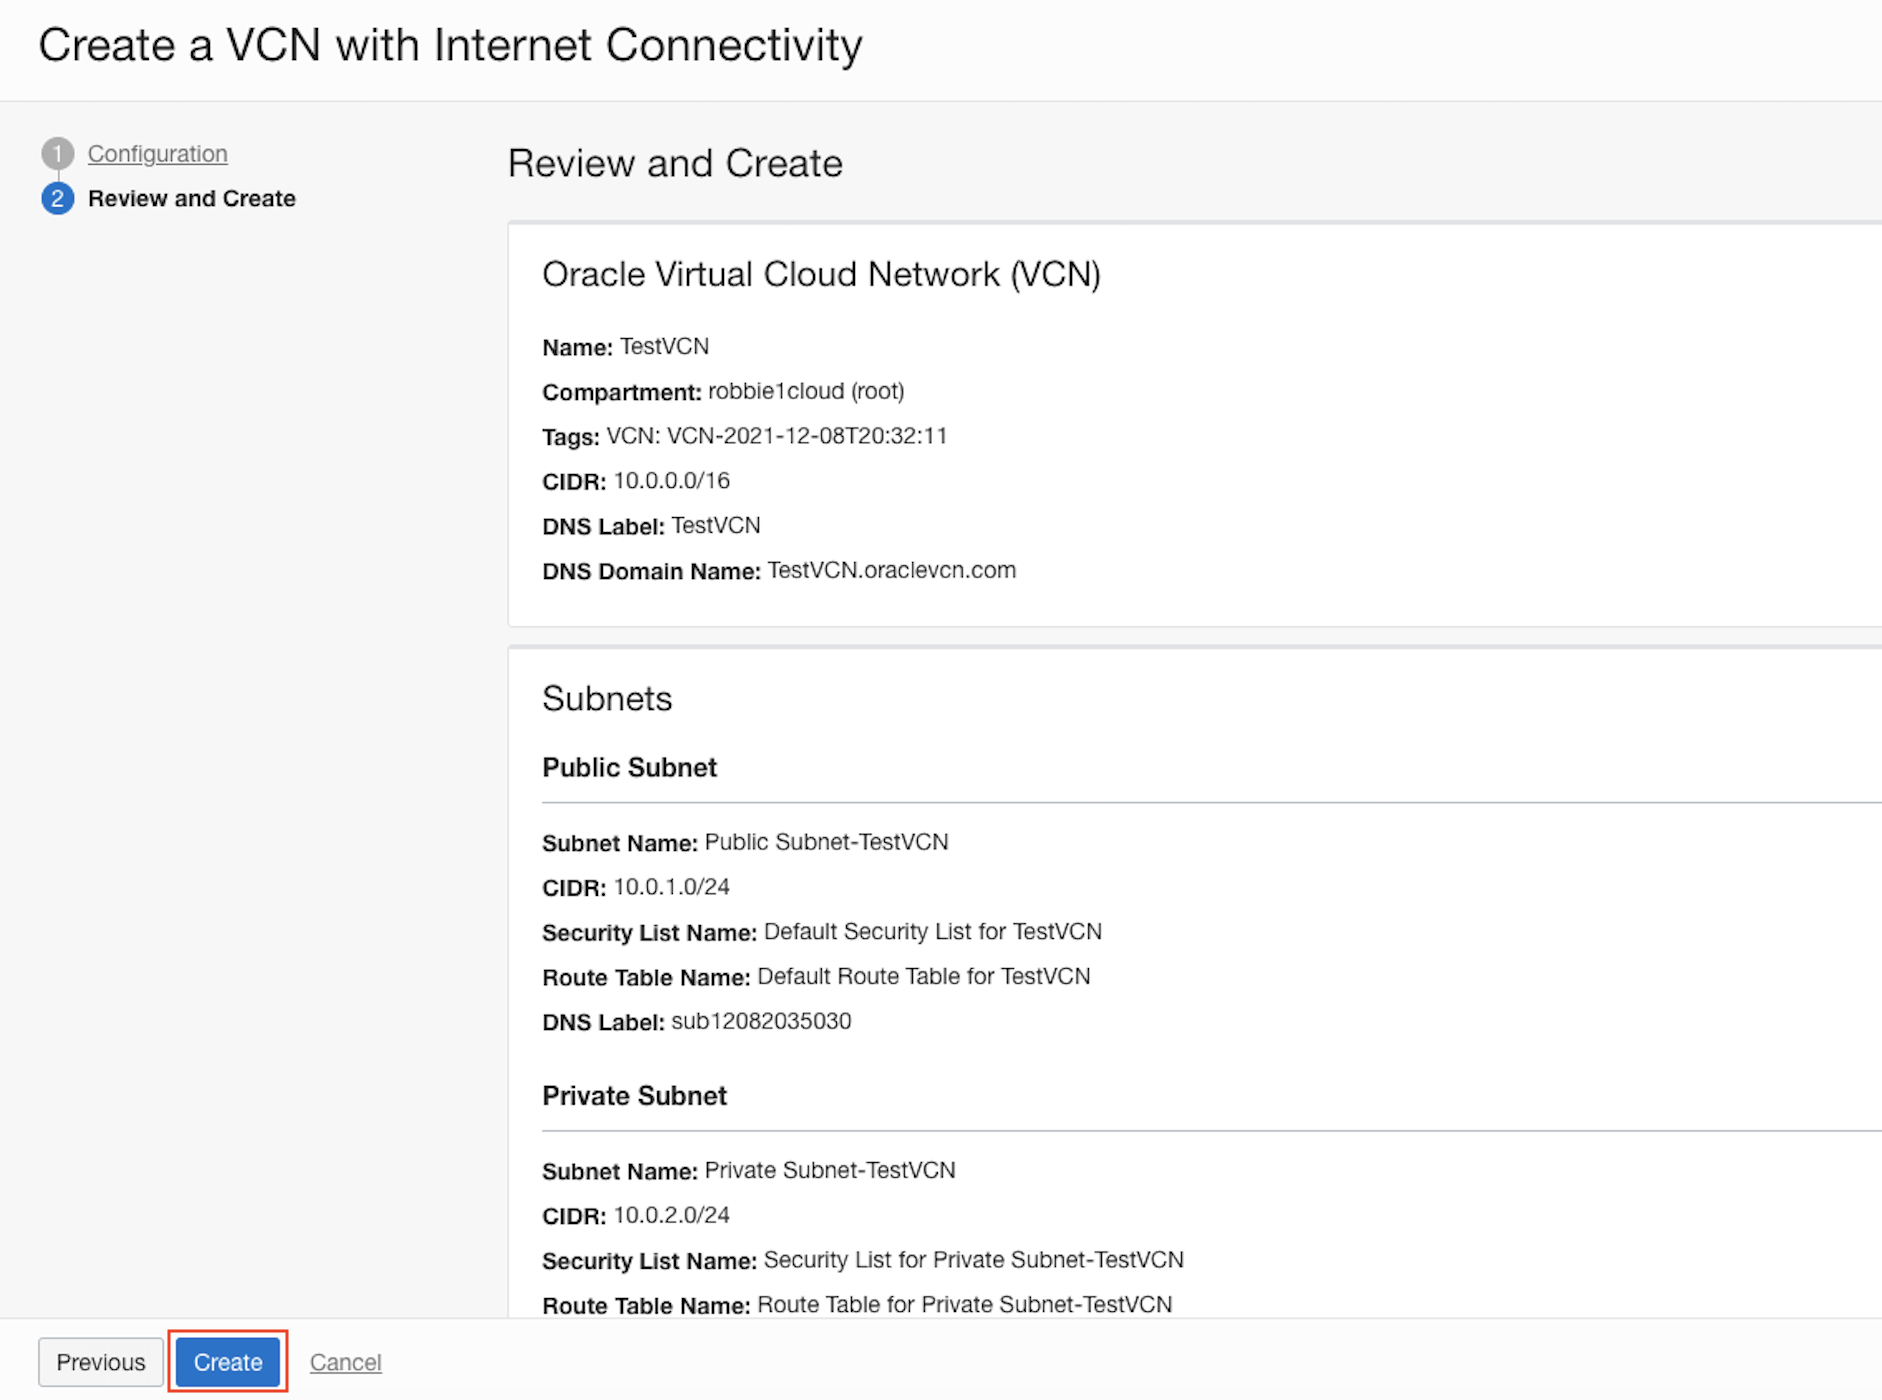 Create a VCN with Internet Connectivity
1 Configuration
2 Review and Create
Review and Create
Oracle Virtual Cloud Network (VCN)
Name: TestVCN
Compartment: robbie1cloud (root)
Tags: VCN: VCN-2021-12-08T20:32:11
CIDR: 10.0.0.0/16
DNS Label: TestVCN
DNS Domain Name: TestVCN.oraclevcn.com
Subnets
Public Subnet
Subnet Name: Public Subnet-TestVCN
CIDR: 10.0.1.0/24
Security List Name: Default Security List for TestVCN
Route Table Name: Default Route Table for TestVCN
DNS Label: sub12082035030
Private Subnet
Subnet Name: Private Subnet-TestVCN
CIDR: 10.0.2.0/24
Security List Name: Security List for Private Subnet-TestVCN
Route Table Name: Route Table for Private Subnet-TestVCN
Previous Create Cancel